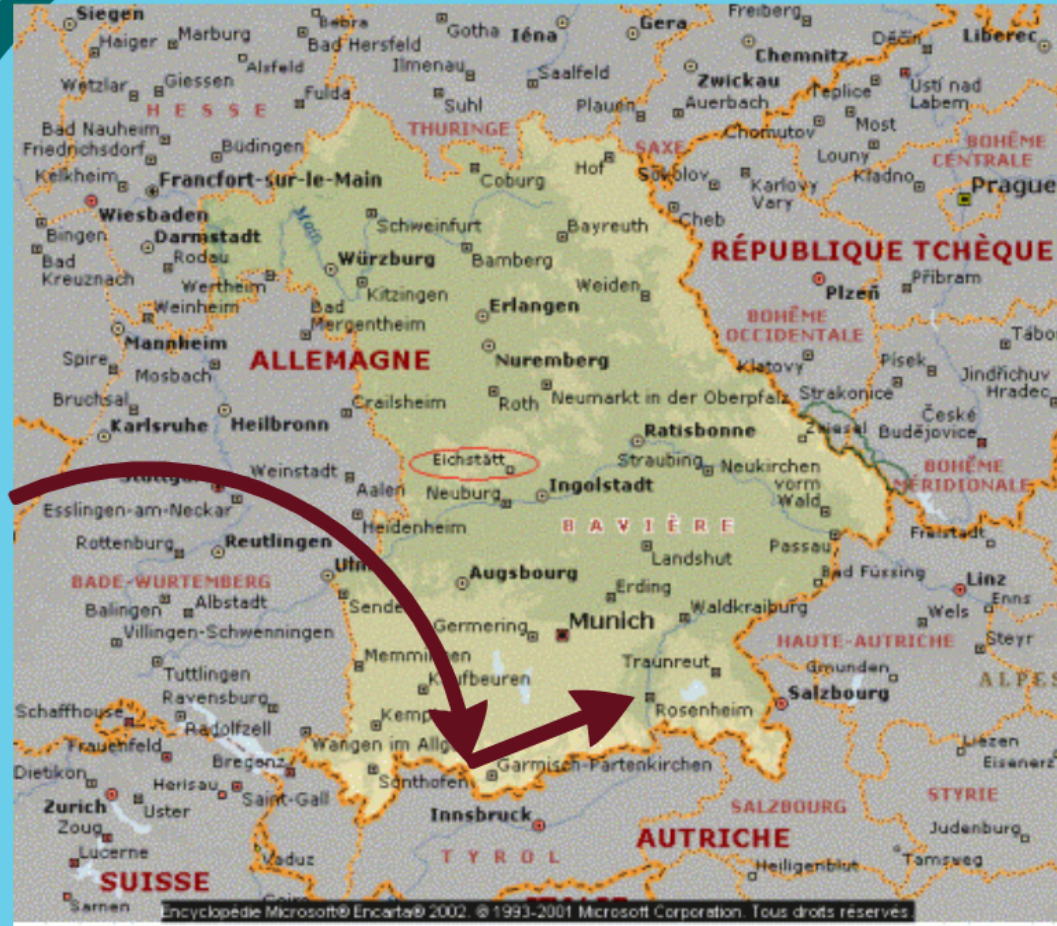 Siegen
Bebra
Gotha
Iéna
Gera
Freiberg
Děčín
Liberec
Haiger
Marburg
Bad Hersfeld
Chemnitz
Alsfeld
Ilmenau
Saalfeld
Zwickau
Ústí nad
Labem
Wetzlar
Giessen
Fulda
Suhl
Plauen
Auerbach
Teplice
HESSE
Bad Nauheim
THURINGE
Chomutov
Most
Friedrichsdorf
Büdingen
Hof
SAXE
Louny
BOHÊME
CENTRALE
Kelkheim
Francfort-sur-le-Main
Coburg
Sokolov
Karlovy
Vary
Kladno
Prague
Wiesbaden
Schweinfurt
Bayreuth
Cheb
Bingen
Darmstadt
Main
RÉPUBLIQUE TCHÈQUE
Bad
Kreuznach
Rodau
Würzburg
Bamberg
Wertheim
Kitzingen
Weiden
Plzeň
Příbram
Weinheim
Bad
Mergentheim
Erlangen
BOHÊME
OCCIDENTALE
Mannheim
Tábo
Spire
ALLEMAGNE
Nuremberg
Klatovy
Písek
Mosbach
Jindřichuv
Hradec
Bruchsal
Crailsheim
Roth
Neumarkt in der Oberpfalz
Strakonice
Karlsruhe
Heilbronn
Ratisbonne
České
Budějovice
Eichstätt
Straubing
Neukirchen
vorm
Wald
Weinstadt
BOHÊME
MÉRIDIONALE
Aalen
Neuburg
Ingolstadt
Esslingen-am-Neckar
Heidenheim
BAVIÈRE
Freistadt
Rottenburg
Reutlingen
Landshut
Passau
Ulm
Augsbourg
Bad Füssing
Linz
BADE-WURTEMBERG
Erding
Enns
Balingen
Albstadt
Waldkraiburg
Wels
Villingen-Schwenningen
Germering
Munich
HAUTE-AUTRICHE
Steyr
Memmingen
Traunreut
Gmunden
ALPES
Tuttlingen
Kaufbeuren
Salzbourg
Ravensburg
Rosenheim
Schaffhouse
Radolfzell
Frauenfeld
Wangen im
Liezen
Bregenz
Garmisch-Partenkirchen
Eisenerz
Dietikon
Herisau
Sonthofen
Zurich
Uster
Saint-Gall
Innsbruck
SALZBOURG
STYRIE
Zoug
AUTRICHE
Judenburg
Lucerne
Vaduz
TYROL
Heiligenblut
Tamsweg
SUISSE
Sarnen
Encyclopédie Microsoft® Encarta® 2002. © 1993-2001 Microsoft Corporation. Tous droits réservés.